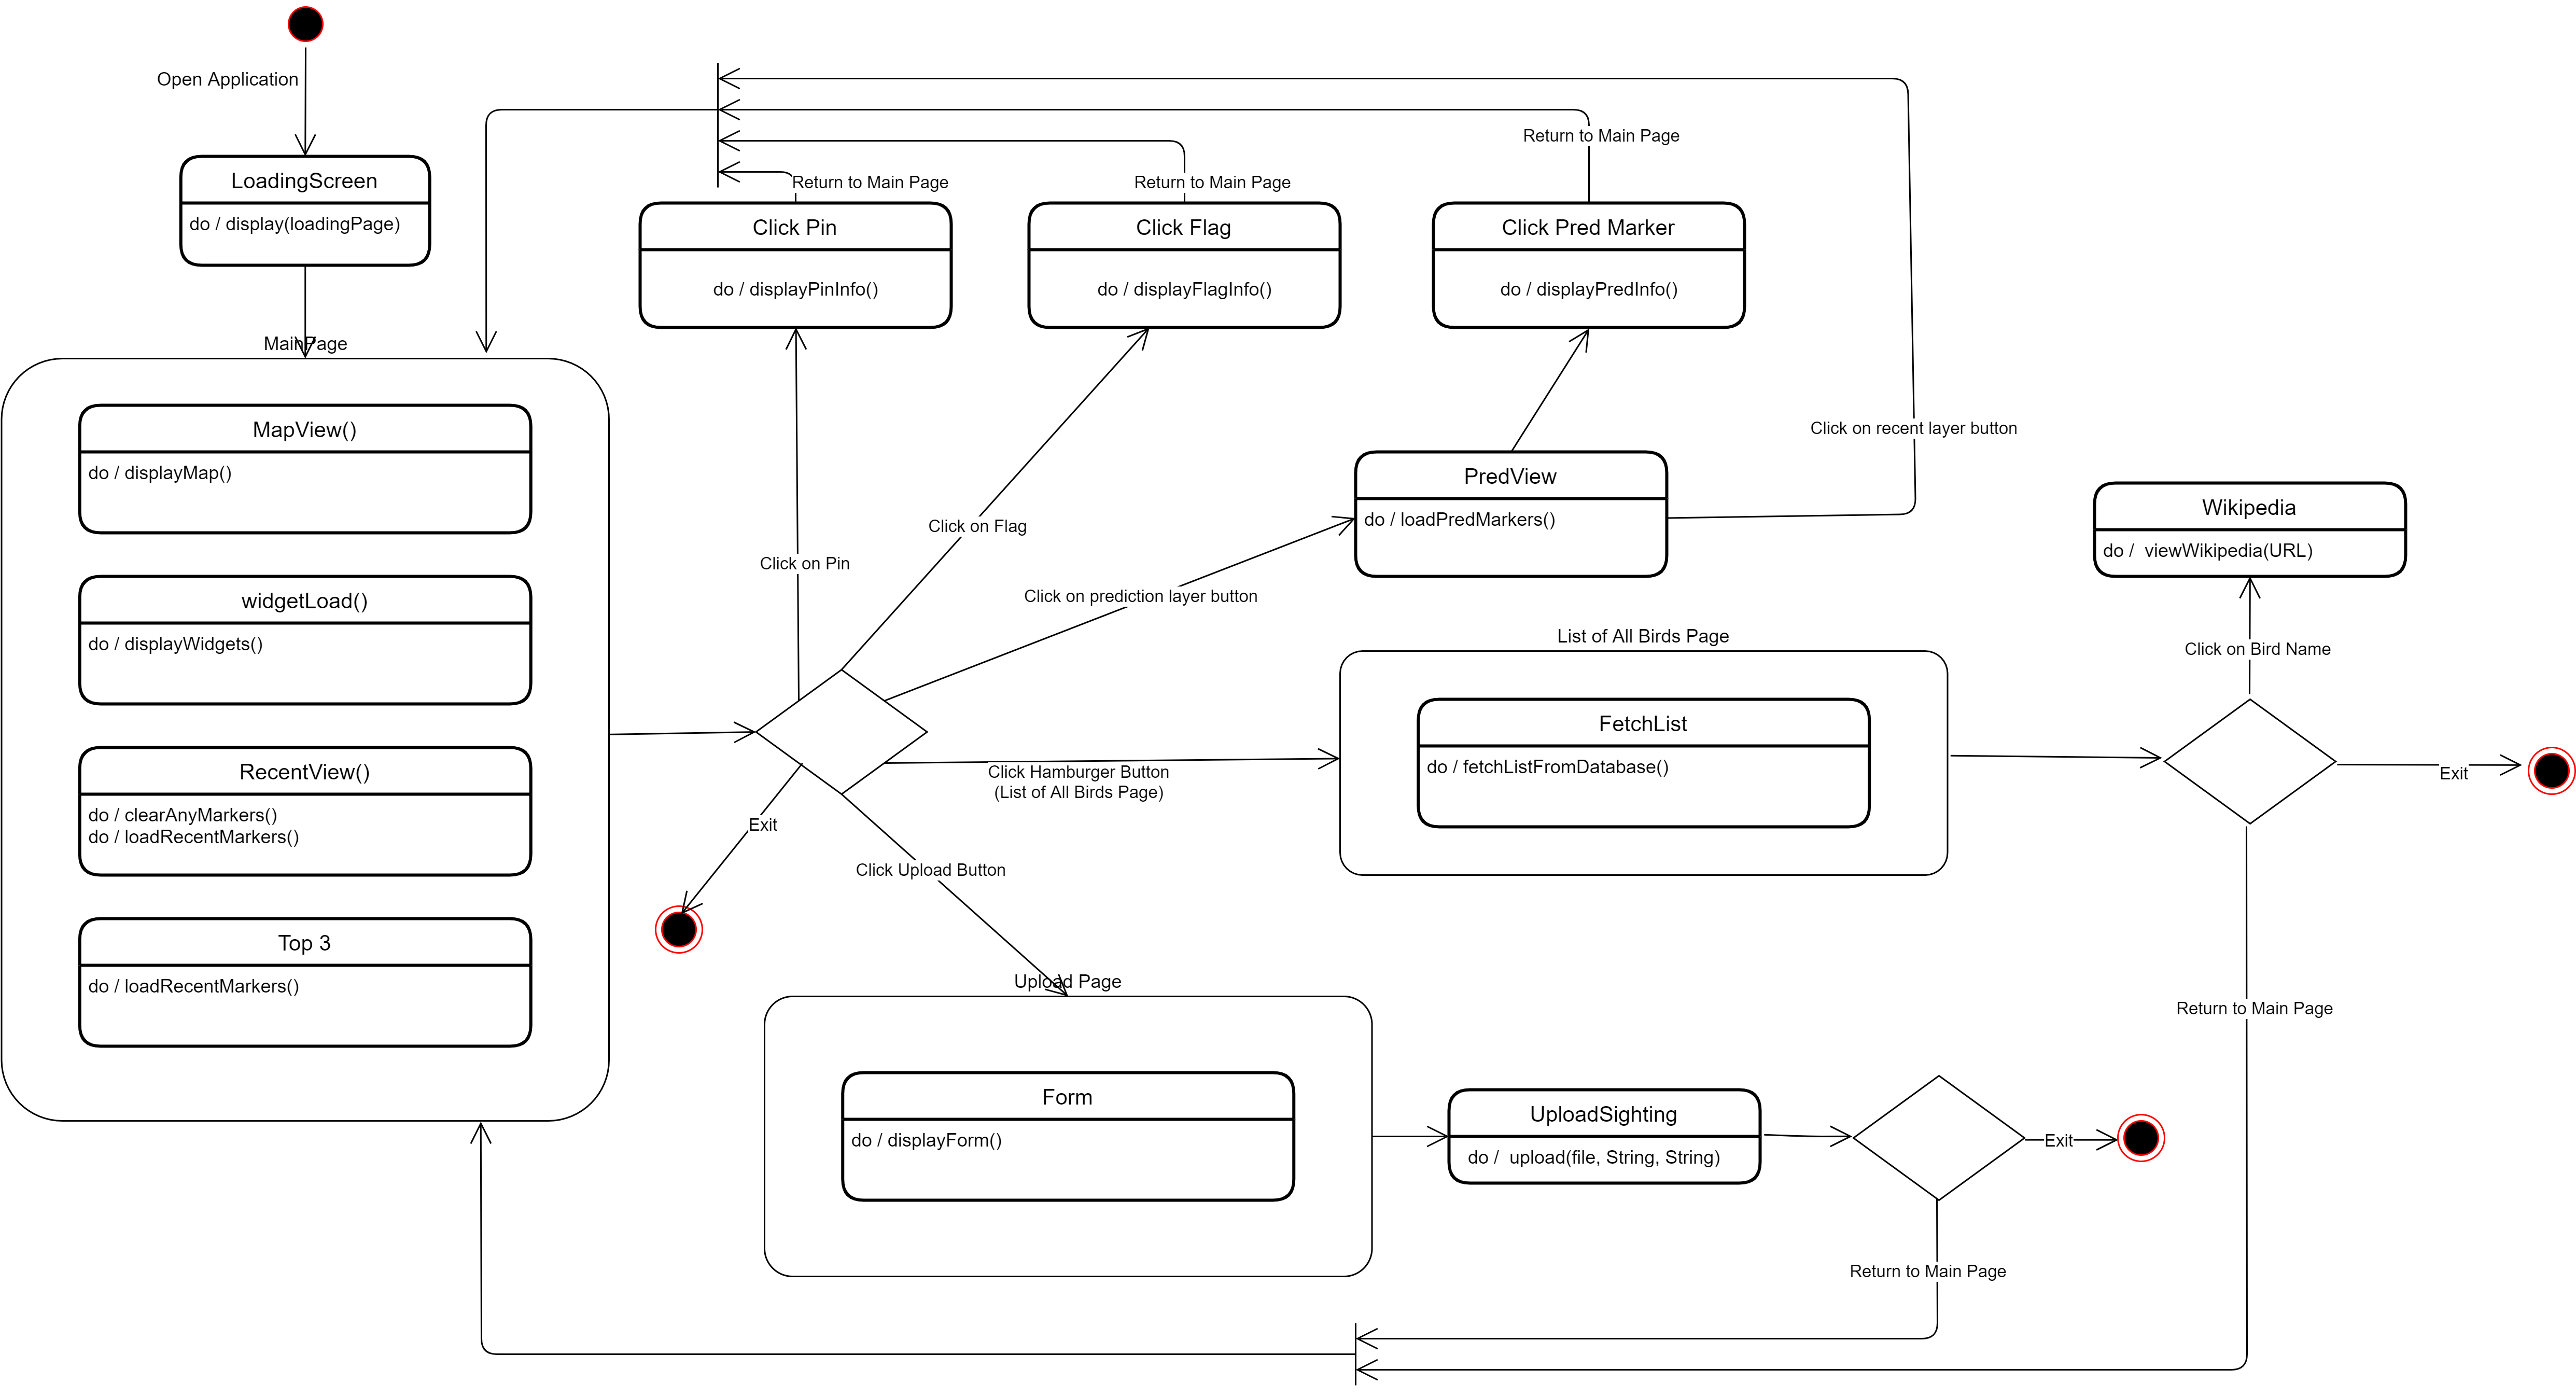 Open Application
LoadingScreen
do / display(loadingPage)
MainPage
MapView()
do / displayMap()
widgetLoad()
do / displayWidgets()
RecentView()
do / clearAnyMarkers()
do / loadRecentMarkers()
Top 3
do / loadRecentMarkers()
Return to Main Page
Return to Main Page
Return to Main Page
Click Pin
do / displayPinInfo()
Click Flag
do / displayFlagInfo()
Click Pred Marker
do / displayPredInfo()
Click on recent layer button
PredView
do / loadPredMarkers()
Click on Flag
Click on Pin
Click on prediction layer button
Wikipedia
do /  viewWikipedia(URL)
Click on Bird Name
List of All Birds Page
FetchList
do / fetchListFromDatabase()
Click Hamburger Button
(List of All Birds Page)
Exit
Exit
Click Upload Button
Upload Page
Form
do / displayForm()
UploadSighting
do /  upload(file, String, String)
Exit
Return to Main Page
Return to Main Page